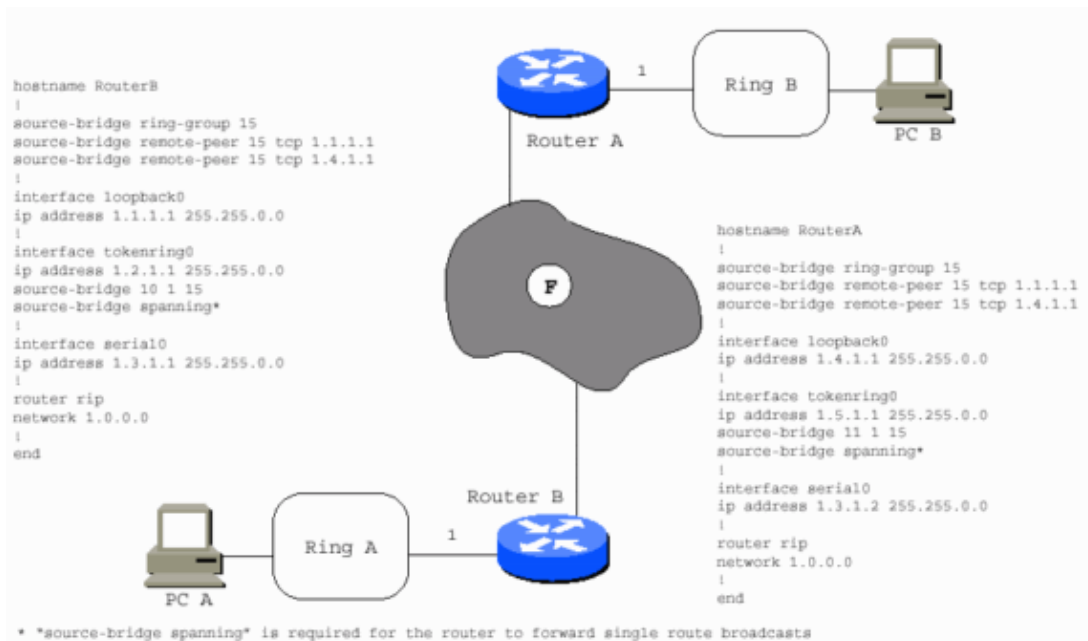 hostname RouterB
!
source-bridge ring-group 15
source-bridge remote-peer 15 tcp 1.1.1.1
source-bridge remote-peer 15 tcp 1.4.1.1
!
interface loopback0
ip address 1.1.1.1 255.255.0.0
!
interface tokenring0
ip address 1.2.1.1 255.255.0.0
source-bridge 10 1 15
source-bridge spanning*
!
interface serial0
ip address 1.3.1.1 255.255.0.0
!
router rip
network 1.0.0.0
!
end
1
Ring B
Router A
PC B
F
hostname RouterA
!
source-bridge ring-group 15
source-bridge remote-peer 15 tcp 1.1.1.1
source-bridge remote-peer 15 tcp 1.4.1.1
!
interface loopback0
ip address 1.4.1.1 255.255.0.0
!
interface tokenring0
ip address 1.5.1.1 255.255.0.0
source-bridge 11 1 15
source-bridge spanning*
!
interface serial0
ip address 1.3.1.2 255.255.0.0
!
router rip
network 1.0.0.0
!
end
Router B
1
Ring A
PC A
* "source-bridge spanning" is required for the router to forward single route broadcasts